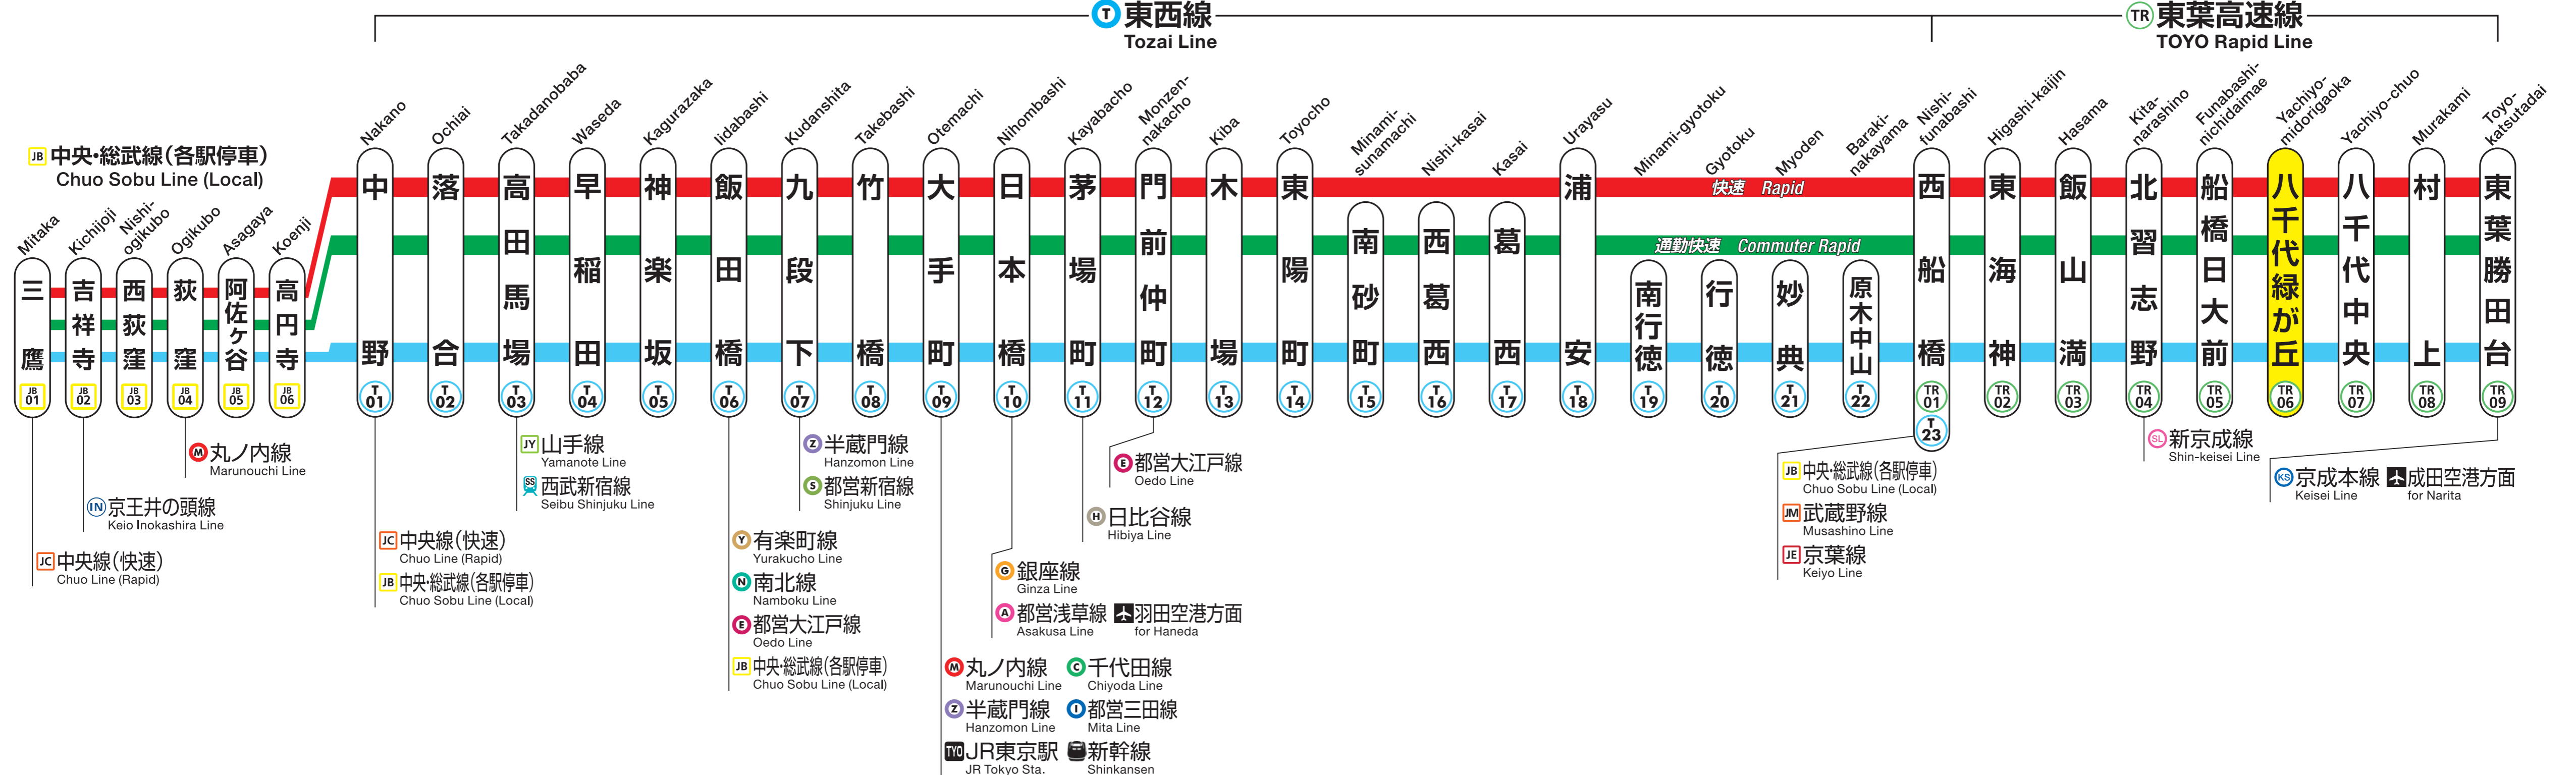 T 東西線
Tozai Line
TR 東葉高速線
TOYO Rapid Line
JB 中央・総武線(各駅停車)
Chuo Sobu Line (Local)
Mitaka
三鷹
JB 01
Kichijoji
吉祥寺
JB 02
Nishi-
ogikubo
西荻窪
JB 03
Ogikubo
荻窪
JB 04
Asagaya
阿佐ヶ谷
JB 05
Koenji
高円寺
JB 06
Nakano
中野
T 01
Ochiai
落合
T 02
Takadanobaba
高田馬場
T 03
Waseda
早稲田
T 04
Kagurazaka
神楽坂
T 05
Iidabashi
飯田橋
T 06
Kudanshita
九段下
T 07
Takebashi
竹橋
T 08
Otemachi
大手町
T 09
Nihombashi
日本橋
T 10
Kayabacho
茅場町
T 11
Monzen-
nakacho
門前仲町
T 12
Kiba
木場
T 13
Toyocho
東陽町
T 14
Minami-
sunamachi
南砂町
T 15
Nishi-kasai
西葛西
T 16
Kasai
葛西
T 17
Urayasu
浦安
T 18
快速 Rapid
通勤快速 Commuter Rapid
Minami-gyotoku
南行徳
T 19
Gyotoku
行徳
T 20
Myoden
妙典
T 21
Baraki-
nakayama
原木中山
T 22
Nishi-
funabashi
西船橋
TR 01
T 23
Higashi-kaijin
東海神
TR 02
Hasama
飯山満
TR 03
Kita-
narashino
北習志野
TR 04
Funabashi-
nichidaimae
船橋日大前
TR 05
Yachiyo-
midorigaoka
八千代緑が丘
TR 06
Yachiyo-chuo
八千代中央
TR 07
Murakami
村上
TR 08
Toyo-
katsutadai
東葉勝田台
TR 09
JC 中央線(快速)
Chuo Line (Rapid)
IN 京王井の頭線
Keio Inokashira Line
M 丸ノ内線
Marunouchi Line
JC 中央線(快速)
Chuo Line (Rapid)
JB 中央・総武線(各駅停車)
Chuo Sobu Line (Local)
JY 山手線
Yamanote Line
SS 西武新宿線
Seibu Shinjuku Line
Y 有楽町線
Yurakucho Line
N 南北線
Namboku Line
E 都営大江戸線
Oedo Line
JB 中央・総武線(各駅停車)
Chuo Sobu Line (Local)
Z 半蔵門線
Hanzomon Line
S 都営新宿線
Shinjuku Line
M 丸ノ内線 C 千代田線
Marunouchi Line Chiyoda Line
Z 半蔵門線 I 都営三田線
Hanzomon Line Mita Line
TYO JR東京駅 新幹線
JR Tokyo Sta. Shinkansen
G 銀座線
Ginza Line
A 都営浅草線 羽田空港方面
Asakusa Line for Haneda
H 日比谷線
Hibiya Line
E 都営大江戸線
Oedo Line
JB 中央・総武線(各駅停車)
Chuo Sobu Line (Local)
JM 武蔵野線
Musashino Line
JE 京葉線
Keiyo Line
SL 新京成線
Shin-keisei Line
KS 京成本線 成田空港方面
Keisei Line for Narita